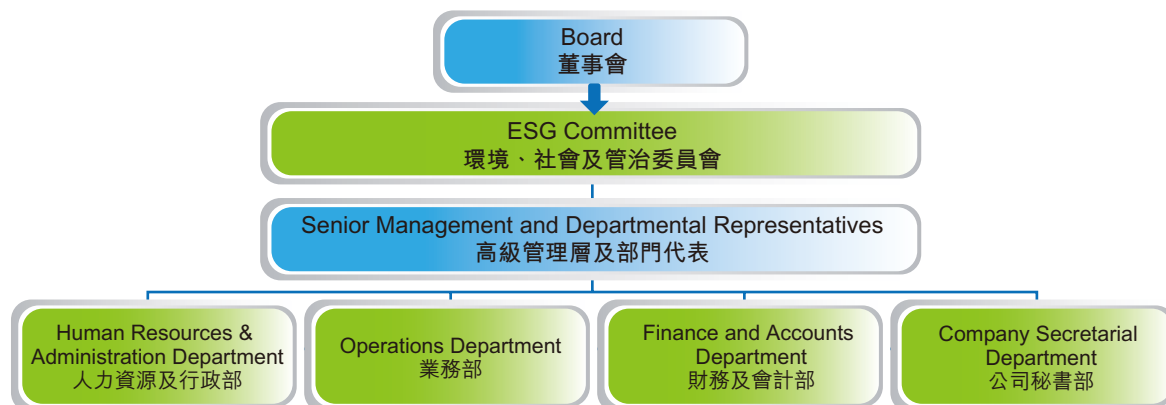 Board
董事會
ESG Committee
環境、社會及管治委員會
Senior Management and Departmental Representatives
高級管理層及部門代表
Human Resources &
Administration Department
人力資源及行政部
Operations Department
業務部
Finance and Accounts
Department
財務及會計部
Company Secretarial
Department
公司秘書部